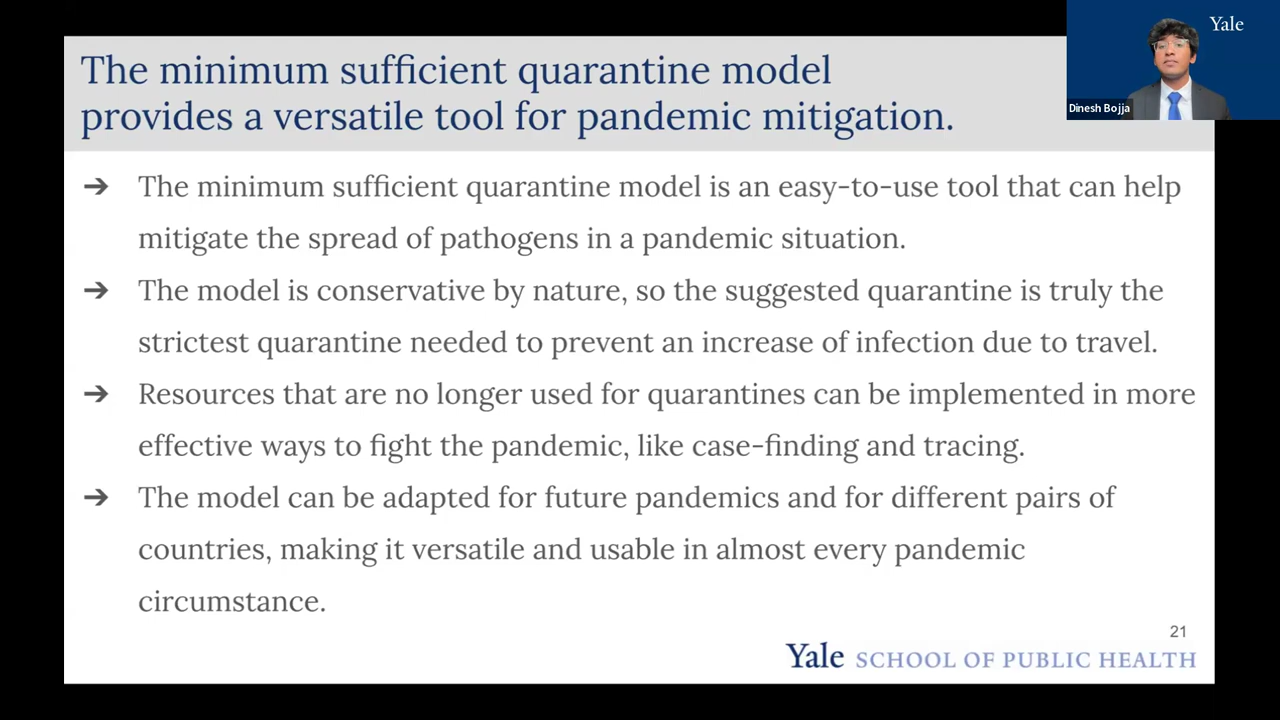 The minimum sufficient quarantine model
provides a versatile tool for pandemic mitigation.
Yale
Dinesh Bojja
➔ The minimum sufficient quarantine model is an easy-to-use tool that can help
mitigate the spread of pathogens in a pandemic situation.
➔ The model is conservative by nature, so the suggested quarantine is truly the
strictest quarantine needed to prevent an increase of infection due to travel.
➔ Resources that are no longer used for quarantines can be implemented in more
effective ways to fight the pandemic, like case-finding and tracing.
➔ The model can be adapted for future pandemics and for different pairs of
countries, making it versatile and usable in almost every pandemic
circumstance.
21
Yale SCHOOL OF PUBLIC HEALTH